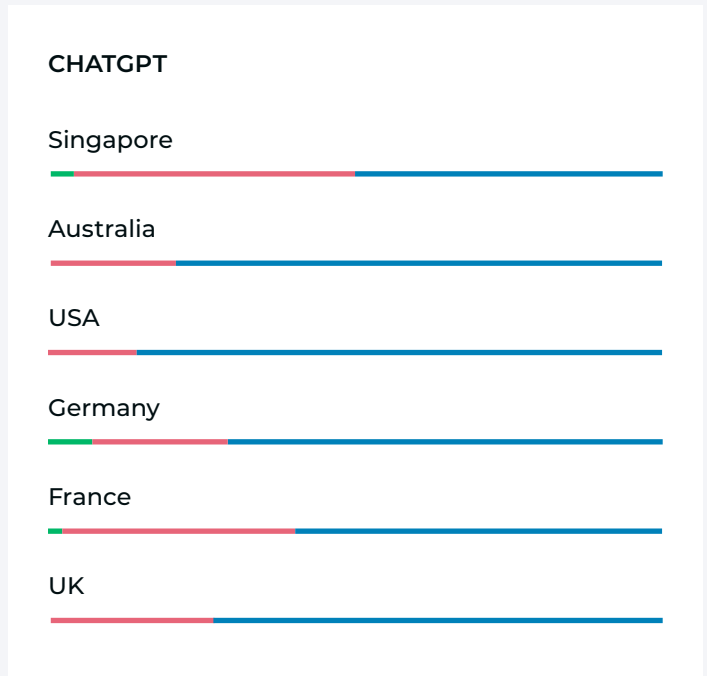 CHATGPT
Singapore
Australia
USA
Germany
France
UK